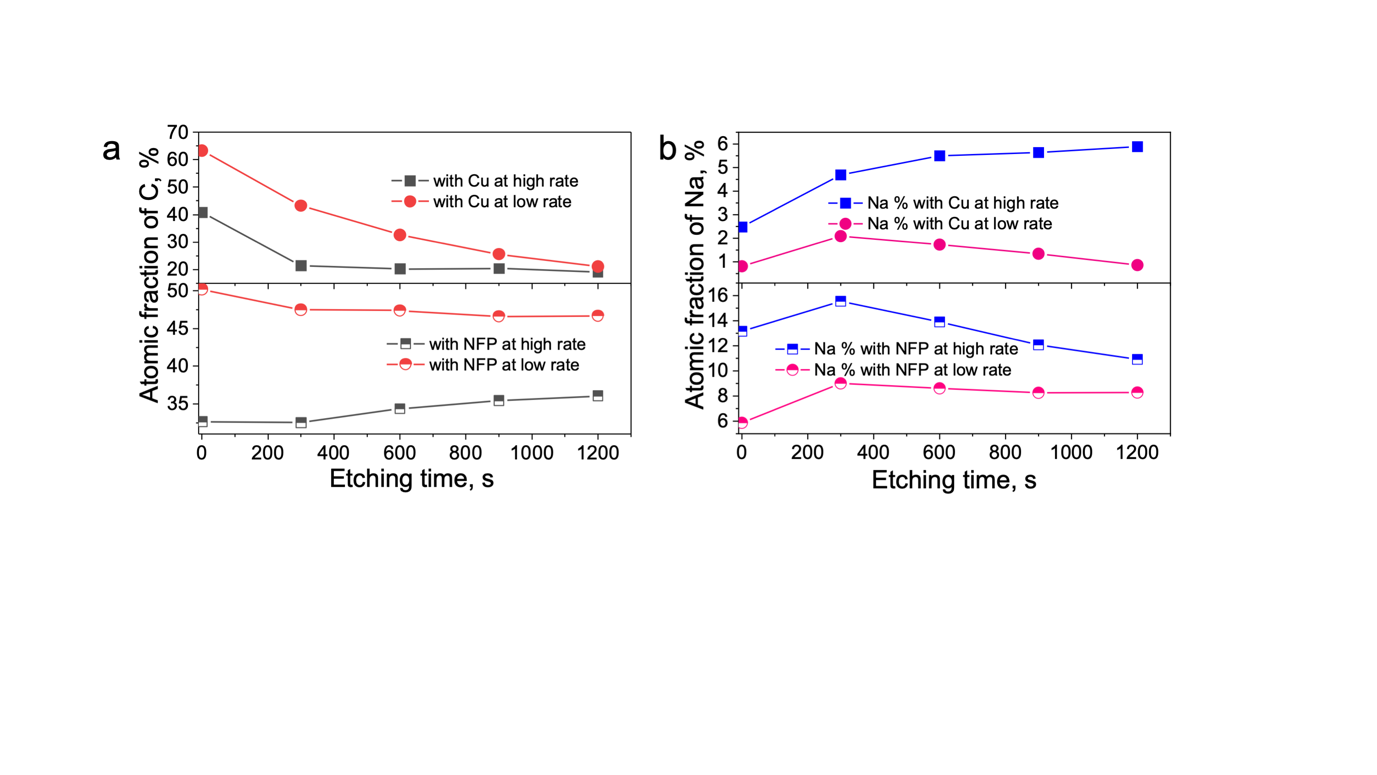 a
Atomic fraction of C, %
70
60
50
40
30
20
with Cu at high rate
with Cu at low rate
50
45
40
35
with NFP at high rate
with NFP at low rate
0 200 400 600 800 1000 1200
Etching time, s
b
Atomic fraction of Na, %
6
5
4
3
2
1
Na % with Cu at high rate
Na % with Cu at low rate
16
14
12
10
8
6
Na % with NFP at high rate
Na % with NFP at low rate
0 200 400 600 800 1000 1200
Etching time, s